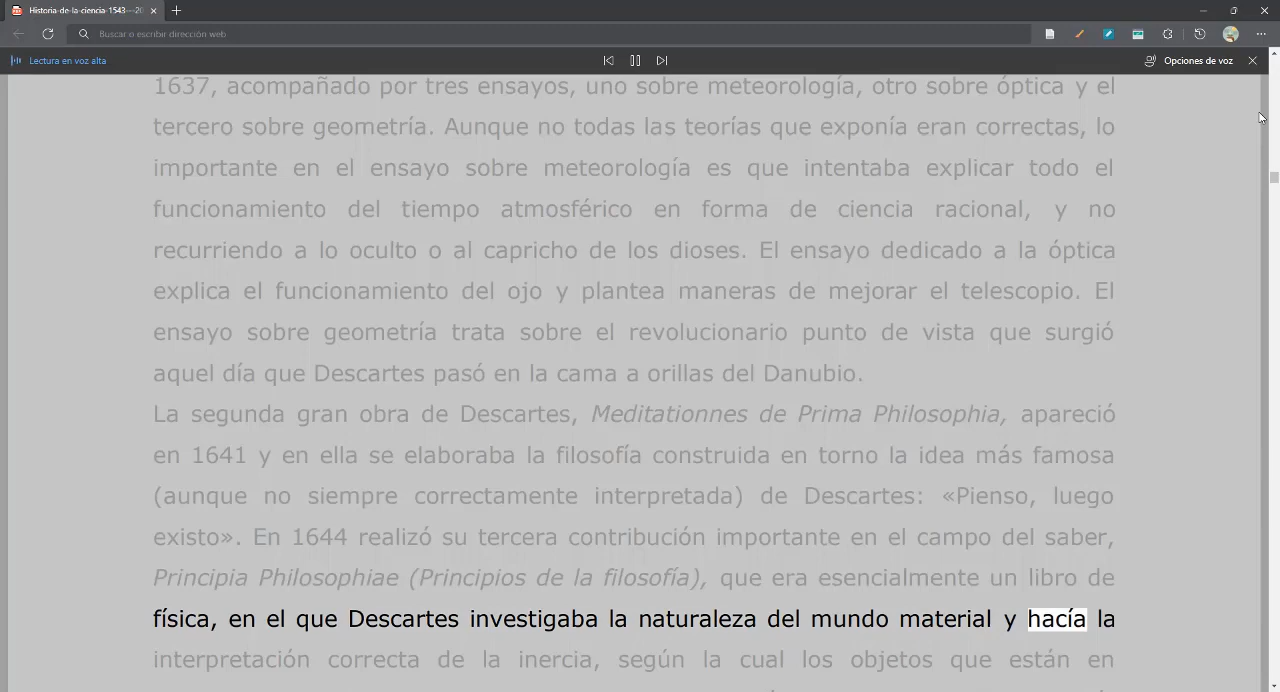 Historia-de-la-ciencia-1543---20
Buscar o escribir dirección web
Lectura en voz alta
Opciones de voz
1637, acompañado por tres ensayos, uno sobre meteorología, otro sobre óptica y el
tercero sobre geometría. Aunque no todas las teorías que exponía eran correctas, lo
importante en el ensayo sobre meteorología es que intentaba explicar todo el
funcionamiento del tiempo atmosférico en forma de ciencia racional, y no
recurriendo a lo oculto o al capricho de los dioses. El ensayo dedicado a la óptica
explica el funcionamiento del ojo y plantea maneras de mejorar el telescopio. El
ensayo sobre geometría trata sobre el revolucionario punto de vista que surgió
aquel día que Descartes pasó en la cama a orillas del Danubio.
La segunda gran obra de Descartes, Meditationnes de Prima Philosophia, apareció
en 1641 y en ella se elaboraba la filosofía construida en torno la idea más famosa
(aunque no siempre correctamente interpretada) de Descartes: «Pienso, luego
existo». En 1644 realizó su tercera contribución importante en el campo del saber,
Principia Philosophiae (Principios de la filosofía), que era esencialmente un libro de
física, en el que Descartes investigaba la naturaleza del mundo material y hacía la
interpretación correcta de la inercia, según la cual los objetos que están en